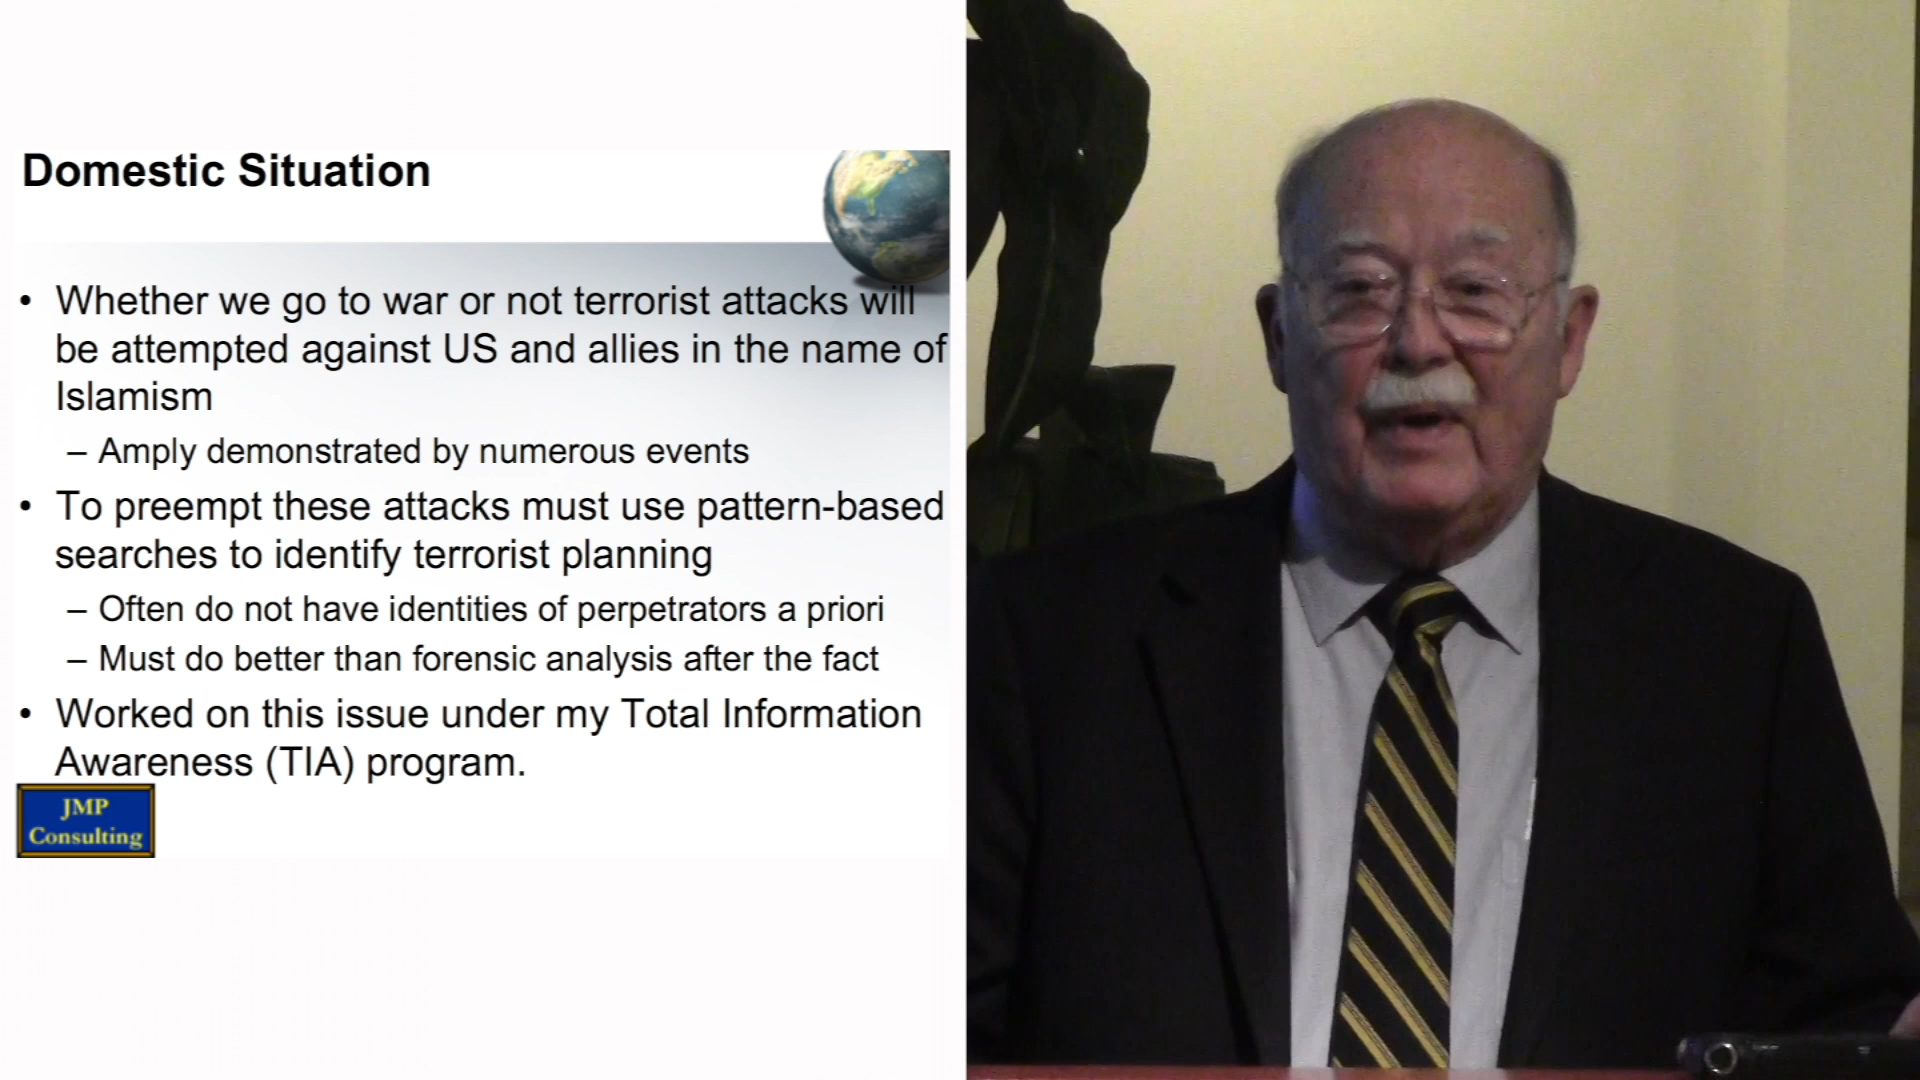 Domestic Situation
• Whether we go to war or not terrorist attacks will
be attempted against US and allies in the name of
Islamism
– Amply demonstrated by numerous events
• To preempt these attacks must use pattern-based
searches to identify terrorist planning
– Often do not have identities of perpetrators a priori
– Must do better than forensic analysis after the fact
• Worked on this issue under my Total Information
Awareness (TIA) program.
JMP
Consulting